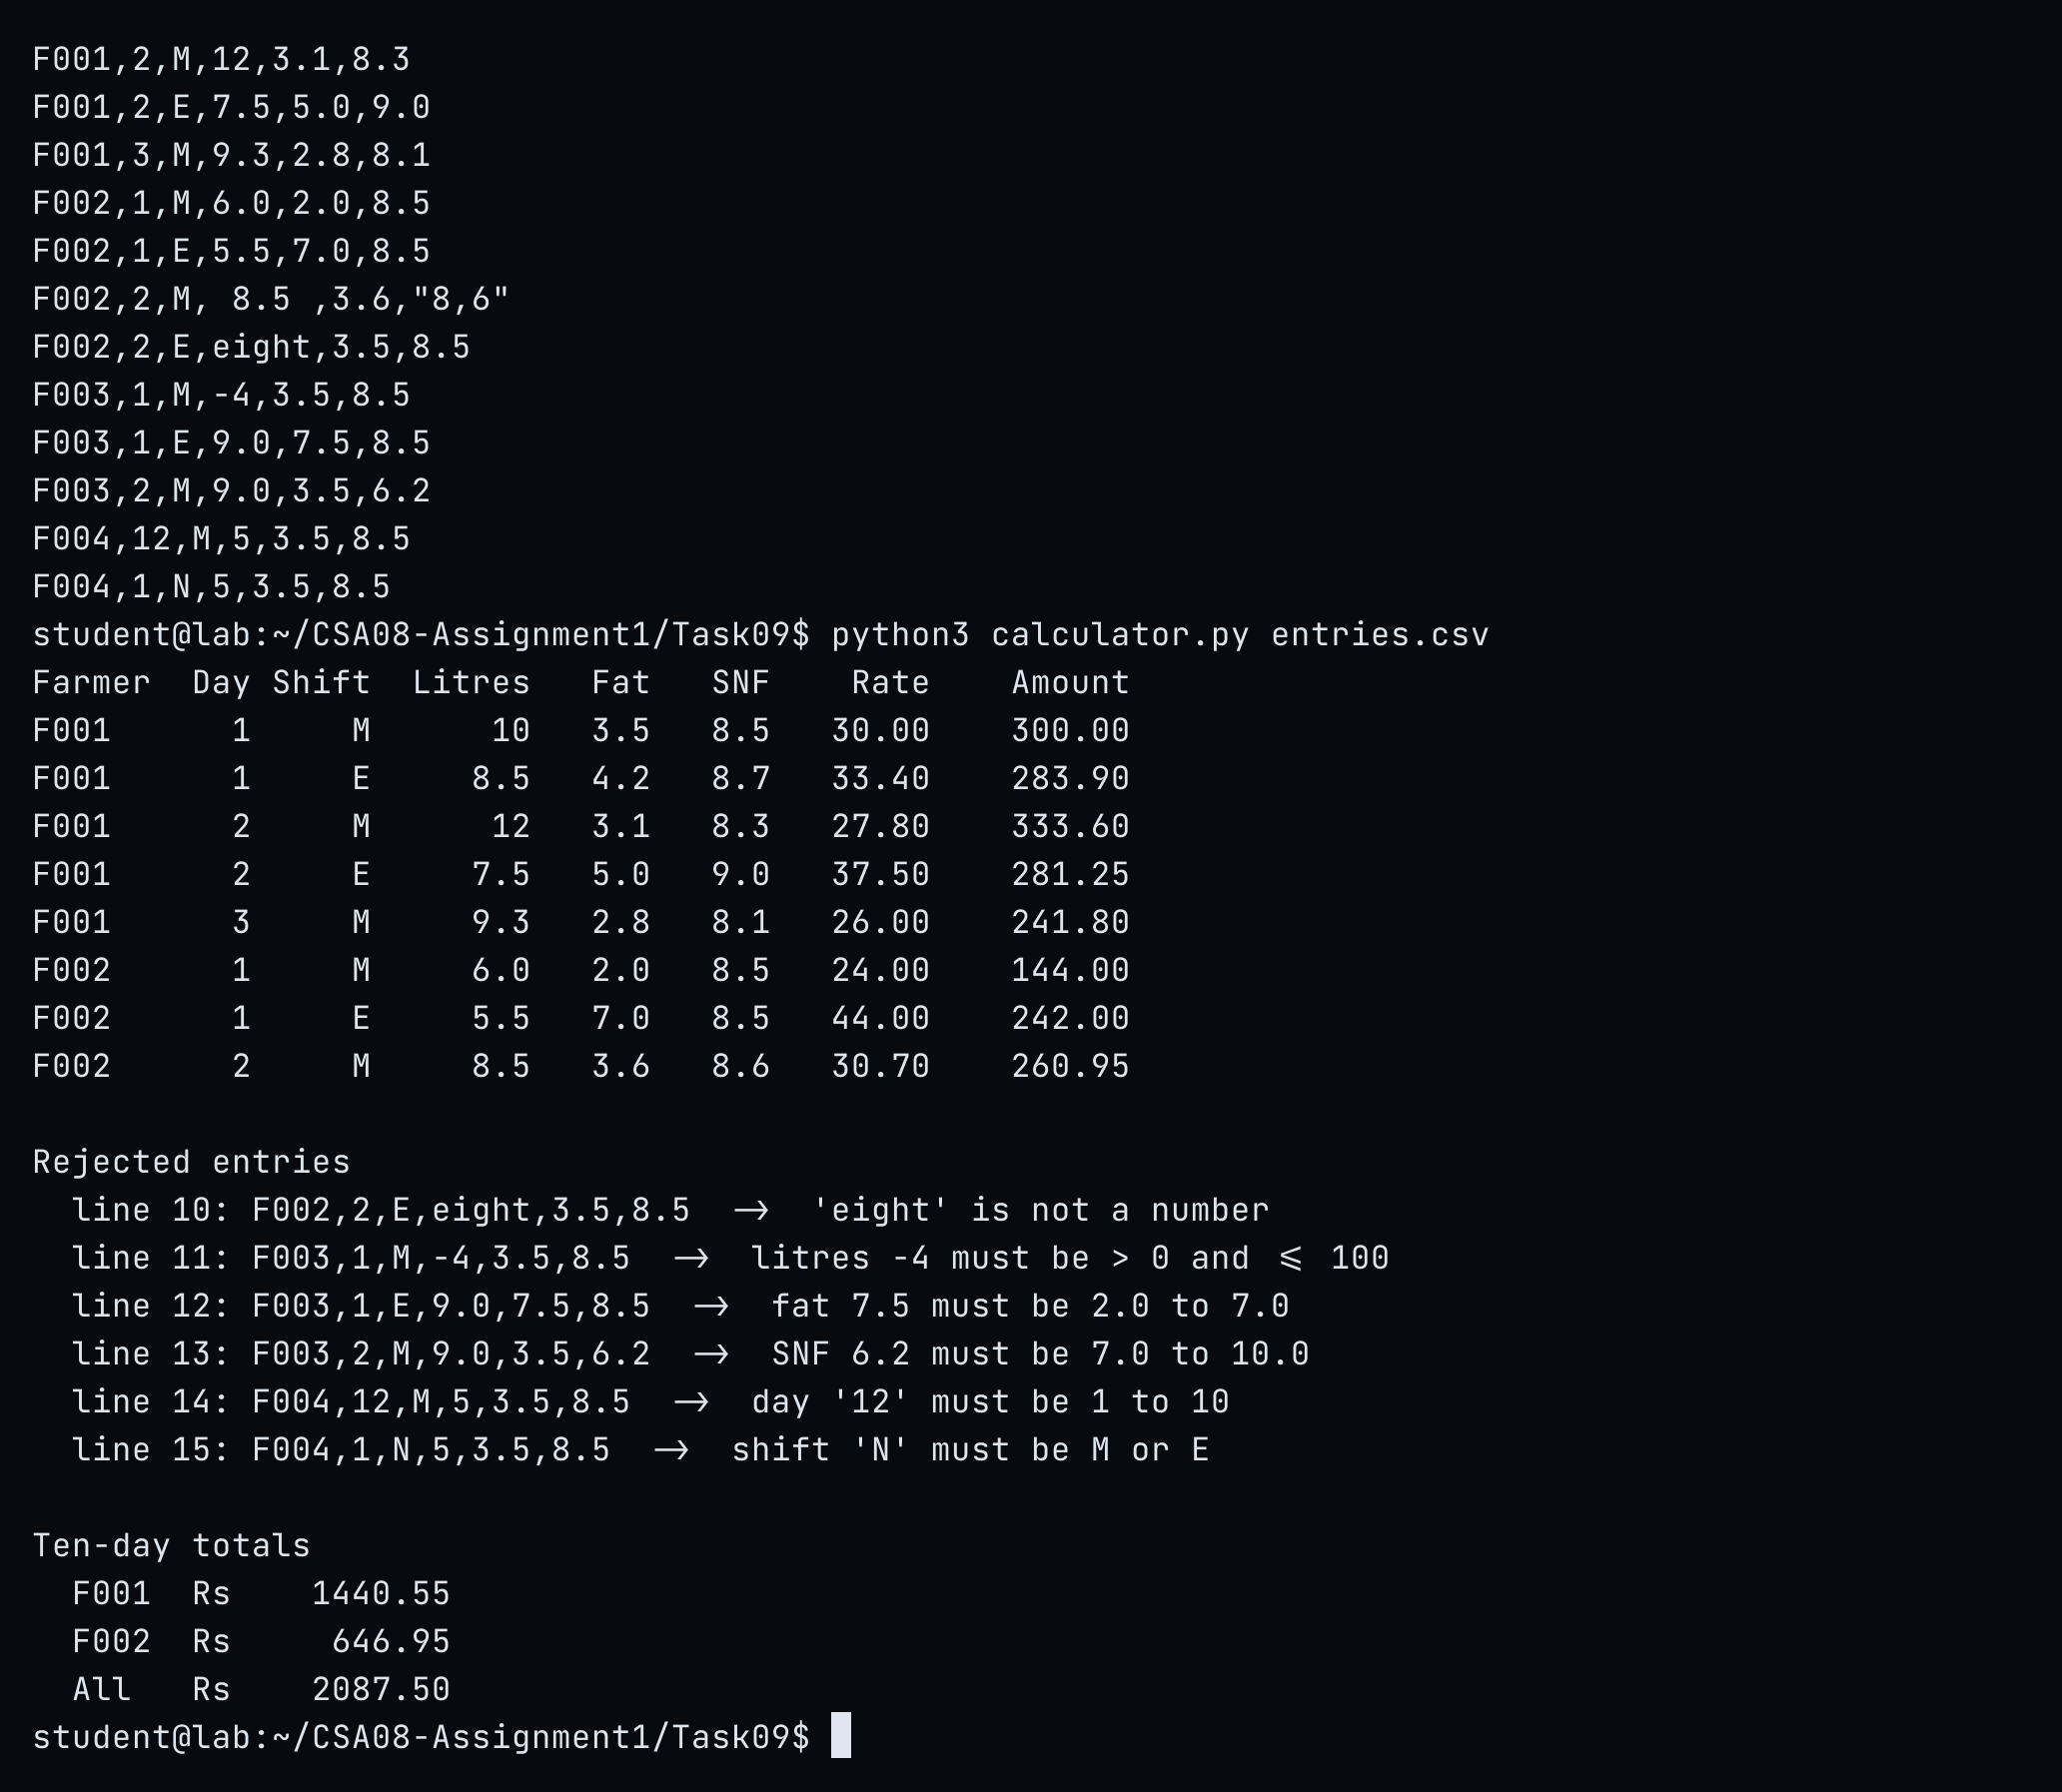 F001,2,M,12,3.1,8.3
F001,2,E,7.5,5.0,9.0
F001,3,M,9.3,2.8,8.1
F002,1,M,6.0,2.0,8.5
F002,1,E,5.5,7.0,8.5
F002,2,M, 8.5 ,3.6,"8,6"
F002,2,E,eight,3.5,8.5
F003,1,M,-4,3.5,8.5
F003,1,E,9.0,7.5,8.5
F003,2,M,9.0,3.5,6.2
F004,12,M,5,3.5,8.5
F004,1,N,5,3.5,8.5
student@lab:~/CSA08-Assignment1/Task09$ python3 calculator.py entries.csv
Farmer  Day Shift  Litres   Fat   SNF    Rate    Amount
F001      1     M      10   3.5   8.5   30.00    300.00
F001      1     E     8.5   4.2   8.7   33.40    283.90
F001      2     M      12   3.1   8.3   27.80    333.60
F001      2     E     7.5   5.0   9.0   37.50    281.25
F001      3     M     9.3   2.8   8.1   26.00    241.80
F002      1     M     6.0   2.0   8.5   24.00    144.00
F002      1     E     5.5   7.0   8.5   44.00    242.00
F002      2     M     8.5   3.6   8.6   30.70    260.95

Rejected entries
  line 10: F002,2,E,eight,3.5,8.5  -->  'eight' is not a number
  line 11: F003,1,M,-4,3.5,8.5  -->  litres -4 must be > 0 and <= 100
  line 12: F003,1,E,9.0,7.5,8.5  -->  fat 7.5 must be 2.0 to 7.0
  line 13: F003,2,M,9.0,3.5,6.2  -->  SNF 6.2 must be 7.0 to 10.0
  line 14: F004,12,M,5,3.5,8.5  -->  day '12' must be 1 to 10
  line 15: F004,1,N,5,3.5,8.5  -->  shift 'N' must be M or E

Ten-day totals
  F001  Rs    1440.55
  F002  Rs     646.95
  All   Rs    2087.50
student@lab:~/CSA08-Assignment1/Task09$